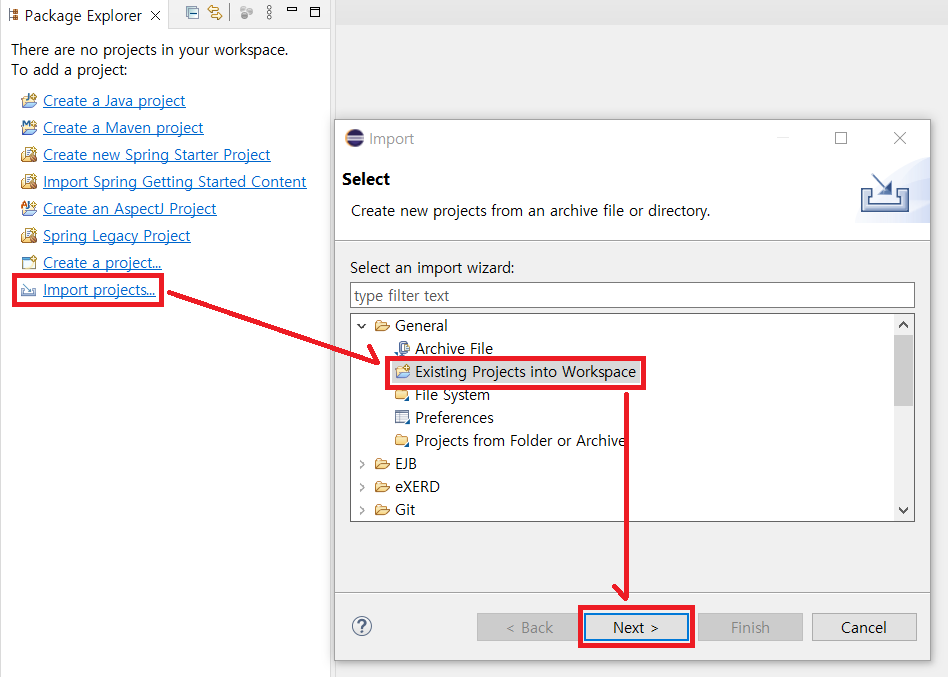 Package Explorer
There are no projects in your workspace.
To add a project:
Create a Java project
Create a Maven project
Create new Spring Starter Project
Import Spring Getting Started Content
Create an AspectJ Project
Spring Legacy Project
Create a project...
Import projects...
Import
Select
Create new projects from an archive file or directory.
Select an import wizard:
type filter text
General
Archive File
Existing Projects into Workspace
File System
Preferences
Projects from Folder or Archive
EJB
eXERD
Git
< Back
Next >
Finish
Cancel